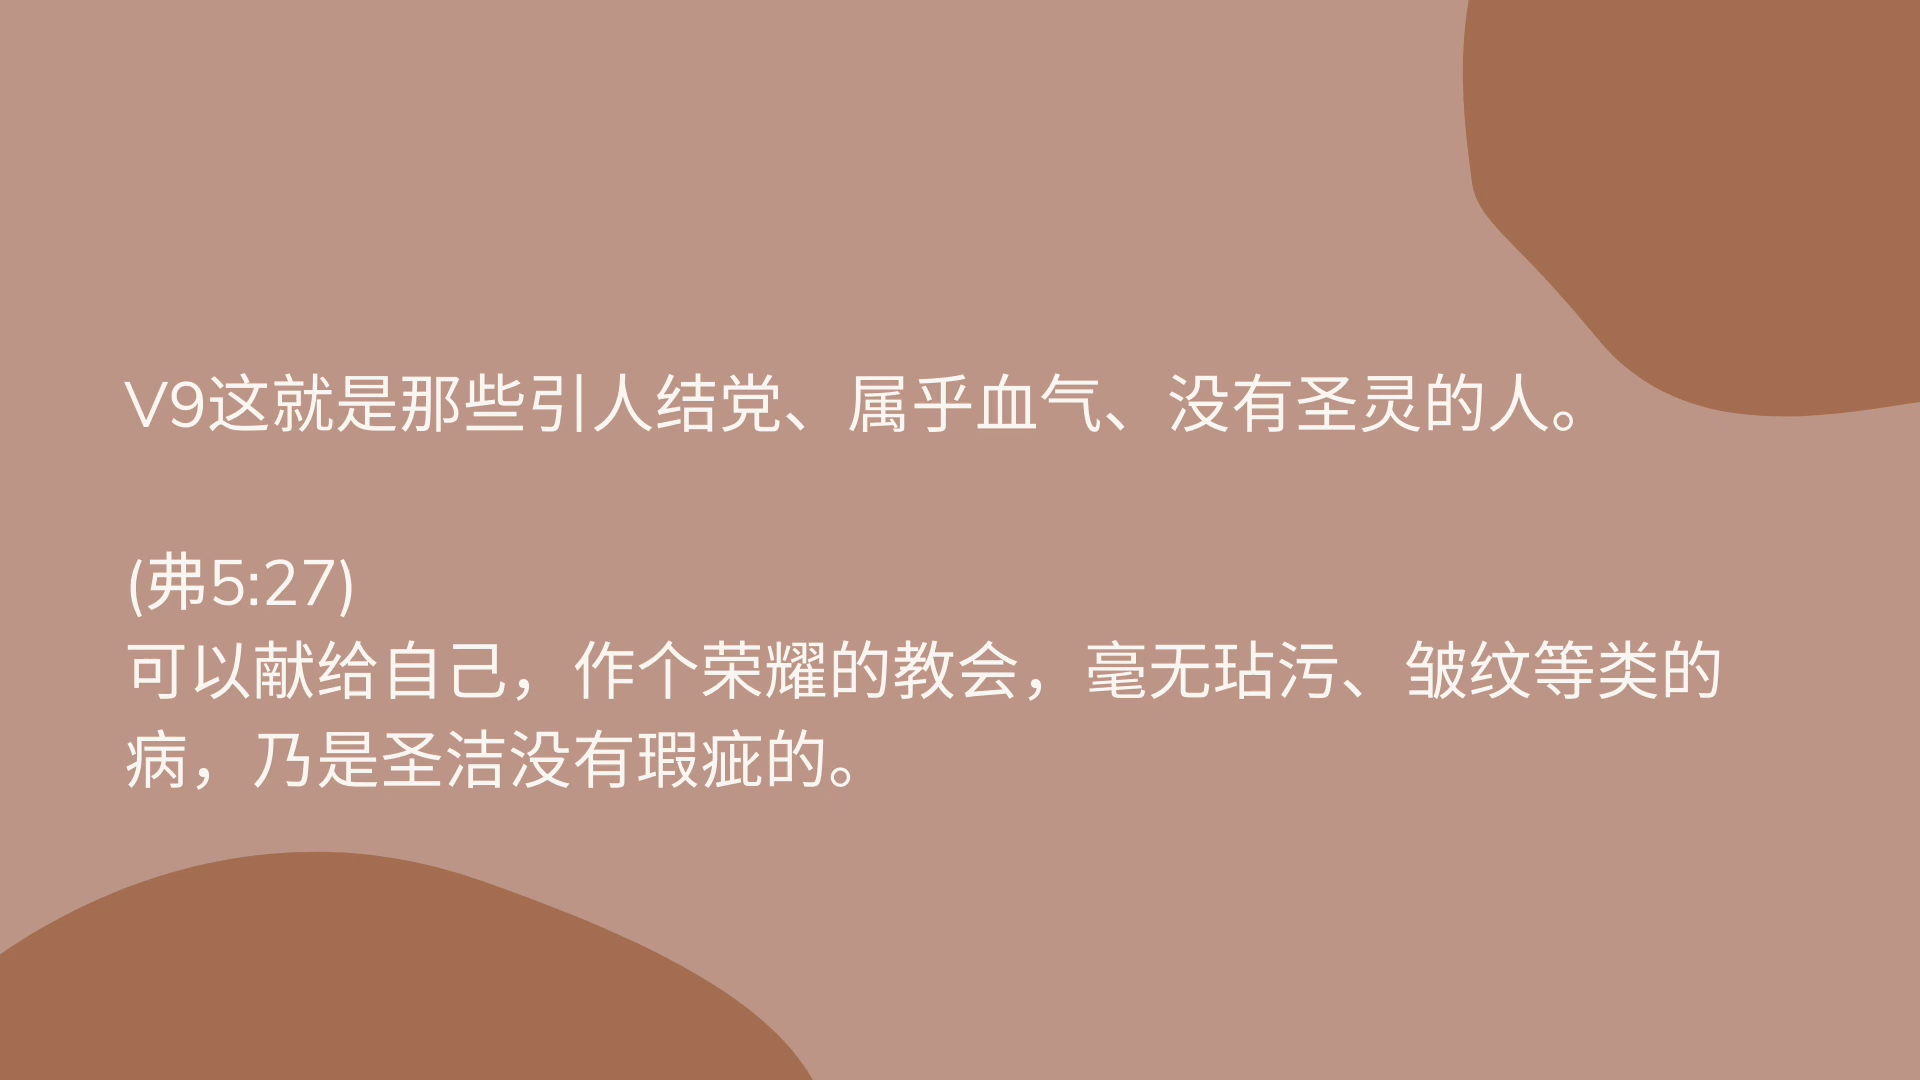 V9这就是那些引人结党、属乎血气、没有圣灵的人。
(弗5:27)
可以献给自己，作个荣耀的教会，毫无玷污、皱纹等类的
病，乃是圣洁没有瑕疵的。